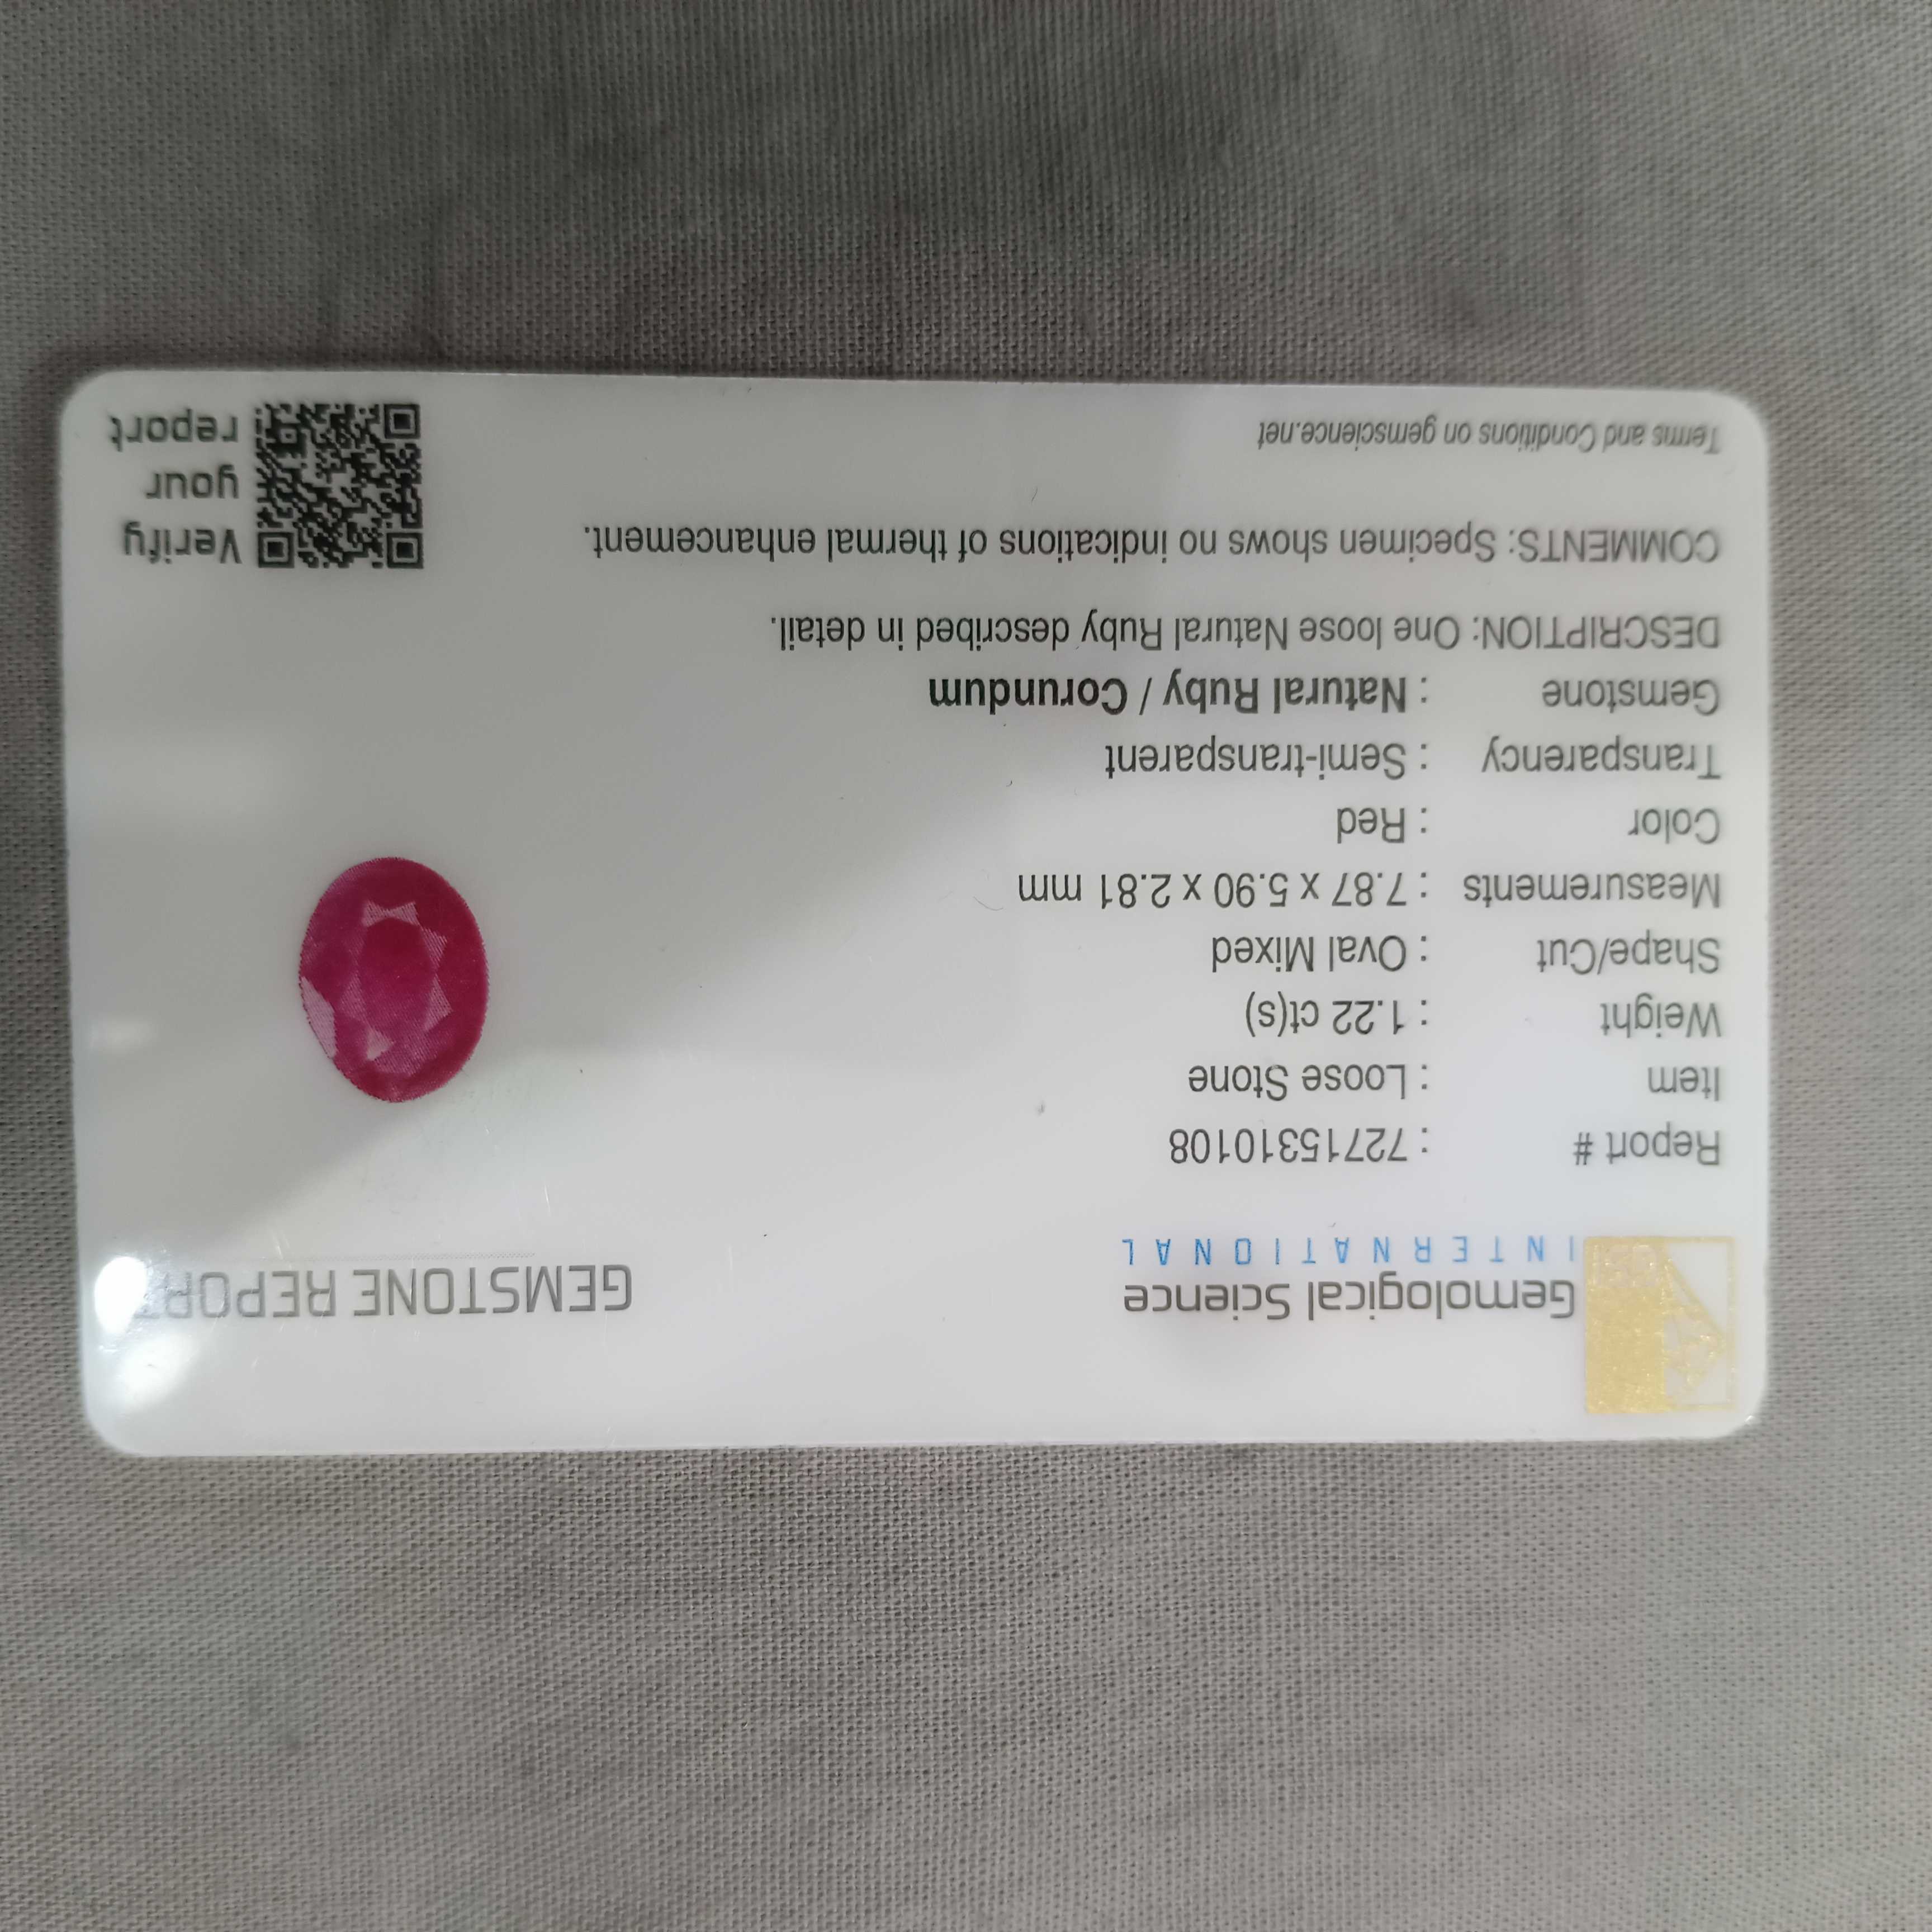 Gemological Science
INTERNATIONAL
GEMSTONE REPORT
Report # : 72715310108
Item : Loose Stone
Weight : 1.22 ct(s)
Shape/Cut : Oval Mixed
Measurements : 7.87 x 5.90 x 2.81 mm
Color : Red
Transparency : Semi-transparent
Gemstone : Natural Ruby / Corundum
DESCRIPTION: One loose Natural Ruby described in detail.
COMMENTS: Specimen shows no indications of thermal enhancement.
Terms and Conditions on gemscience.net
Verify
your
report